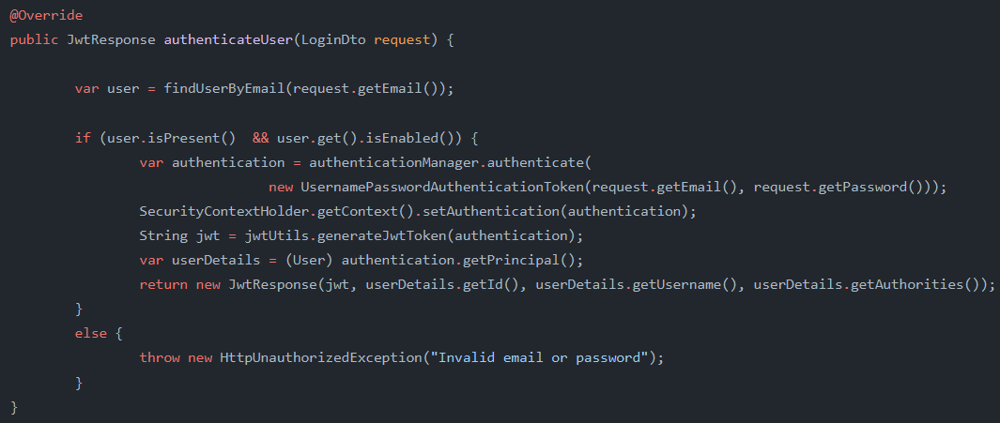 @Override
public JwtResponse authenticateUser(LoginDto request) {
var user = findUserByEmail(request.getEmail());
if (user.isPresent()  && user.get().isEnabled()) {
var authentication = authenticationManager.authenticate(
new UsernamePasswordAuthenticationToken(request.getEmail(), request.getPassword()));
SecurityContextHolder.getContext().setAuthentication(authentication);
String jwt = jwtUtils.generateJwtToken(authentication);
var userDetails = (User) authentication.getPrincipal();
return new JwtResponse(jwt, userDetails.getId(), userDetails.getUsername(), userDetails.getAuthorities());
}
else {
throw new HttpUnauthorizedException("Invalid email or password");
}
}